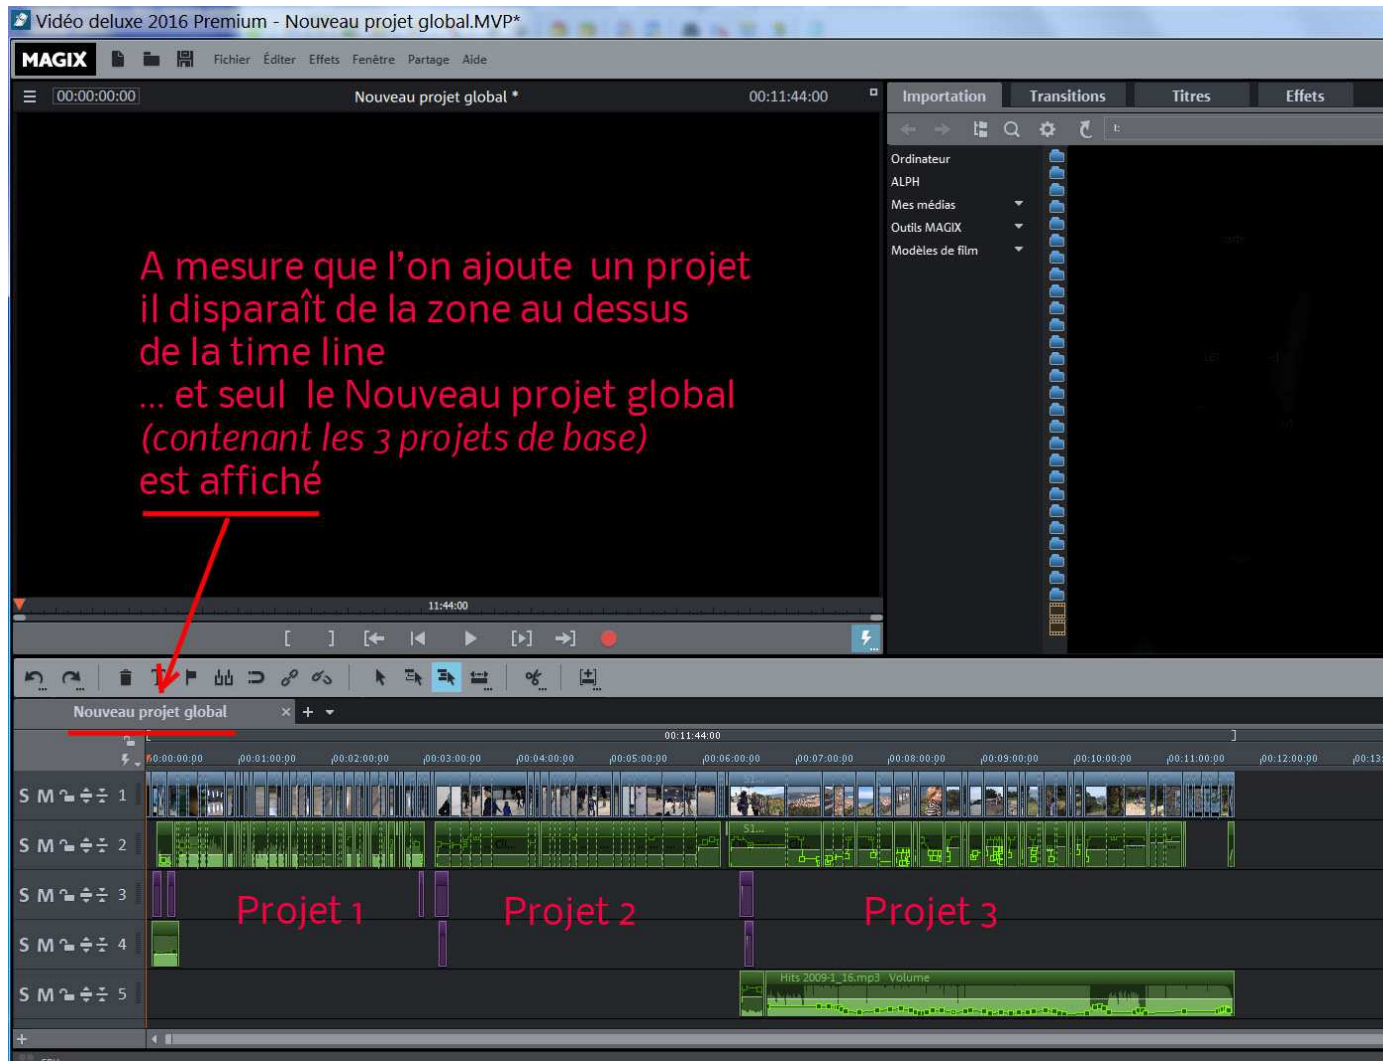 Vidéo deluxe 2016 Premium - Nouveau projet global.MVP*
MAGIX Fichier Éditer Effets Fenêtre Partage Aide
00:00:00:00 Nouveau projet global * 00:11:44:00
Importation Transitions Titres Effets
Ordinateur
ALPH
Mes médias
Outils MAGIX
Modèles de film
A mesure que l'on ajoute un projet
il disparaît de la zone au dessus
de la time line
... et seul le Nouveau projet global
(contenant les 3 projets de base)
est affiché
11:44:00
Nouveau projet global
00:11:44:00
00:00:00:00 00:01:00:00 00:02:00:00 00:03:00:00 00:04:00:00 00:05:00:00 00:06:00:00 00:07:00:00 00:08:00:00 00:09:00:00 00:10:00:00 00:11:00:00 00:12:00:00 00:13:
S M 1 S1...
S M 2 S1...
S M 3
Projet 1 Projet 2 Projet 3
S M 4
Hits 2009-1_16.mp3 Volume
S M 5